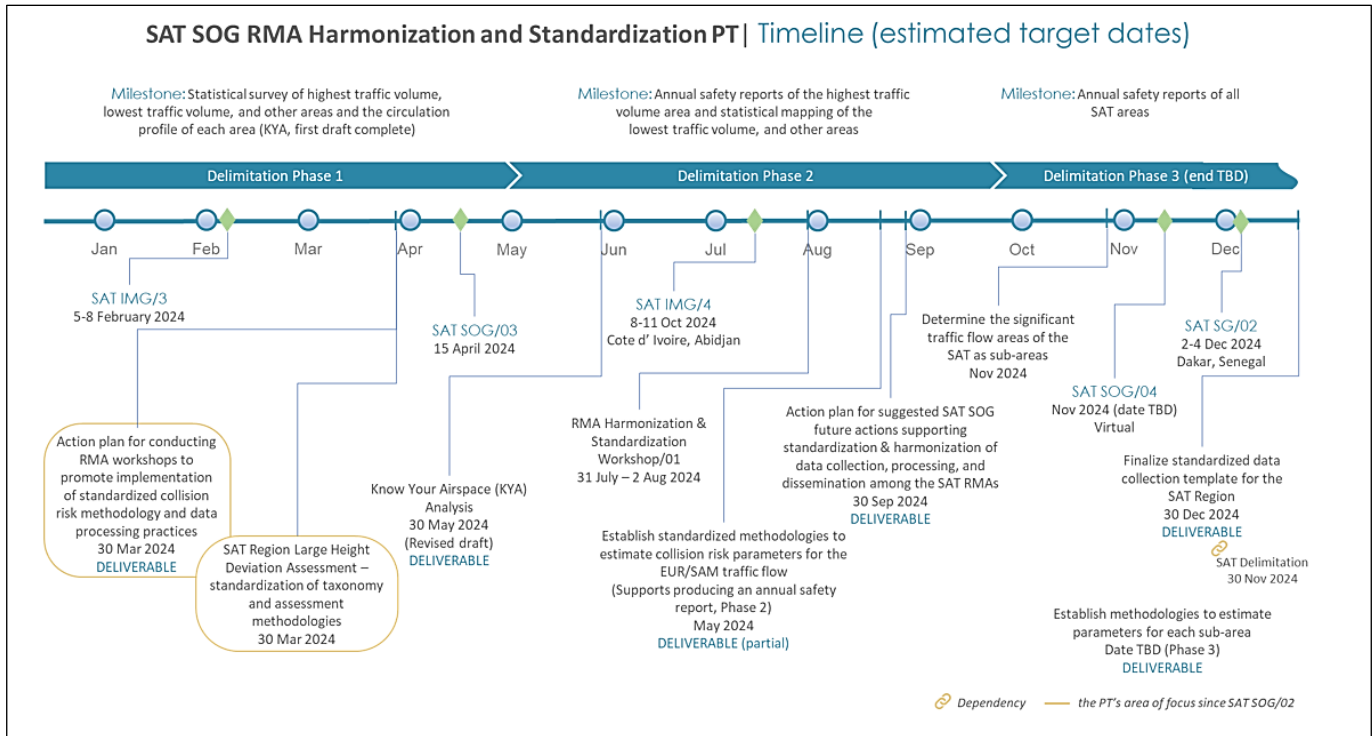 SAT SOG RMA Harmonization and Standardization PT| Timeline (estimated target dates)
Milestone: Statistical survey of highest traffic volume,
lowest traffic volume, and other areas and the circulation
profile of each area (KYA, first draft complete)
Milestone: Annual safety reports of the highest traffic
volume area and statistical mapping of the
lowest traffic volume, and other areas
Milestone: Annual safety reports of all
SAT areas
Delimitation Phase 1
Delimitation Phase 2
Delimitation Phase 3 (end TBD)
Jan
Feb
Mar
Apr
May
Jun
Jul
Aug
Sep
Oct
Nov
Dec
SAT IMG/3
5-8 February 2024
SAT SOG/03
15 April 2024
SAT IMG/4
8-11 Oct 2024
Cote d' Ivoire, Abidjan
Determine the significant
traffic flow areas of the
SAT as sub-areas
Nov 2024
SAT SG/02
2-4 Dec 2024
Dakar, Senegal
SAT SOG/04
Nov 2024 (date TBD)
Virtual
Action plan for conducting
RMA workshops to
promote implementation
of standardized collision
risk methodology and data
processing practices
30 Mar 2024
DELIVERABLE
SAT Region Large Height
Deviation Assessment –
standardization of taxonomy
and assessment
methodologies
30 Mar 2024
Know Your Airspace (KYA)
Analysis
30 May 2024
(Revised draft)
DELIVERABLE
RMA Harmonization &
Standardization
Workshop/01
31 July – 2 Aug 2024
Action plan for suggested SAT SOG
future actions supporting
standardization & harmonization of
data collection, processing, and
dissemination among the SAT RMAs
30 Sep 2024
DELIVERABLE
Establish standardized methodologies to
estimate collision risk parameters for the
EUR/SAM traffic flow
(Supports producing an annual safety
report, Phase 2)
May 2024
DELIVERABLE (partial)
Finalize standardized data
collection template for the
SAT Region
30 Dec 2024
DELIVERABLE
SAT Delimitation
30 Nov 2024
Establish methodologies to estimate
parameters for each sub-area
Date TBD (Phase 3)
DELIVERABLE
Dependency
the PT's area of focus since SAT SOG/02